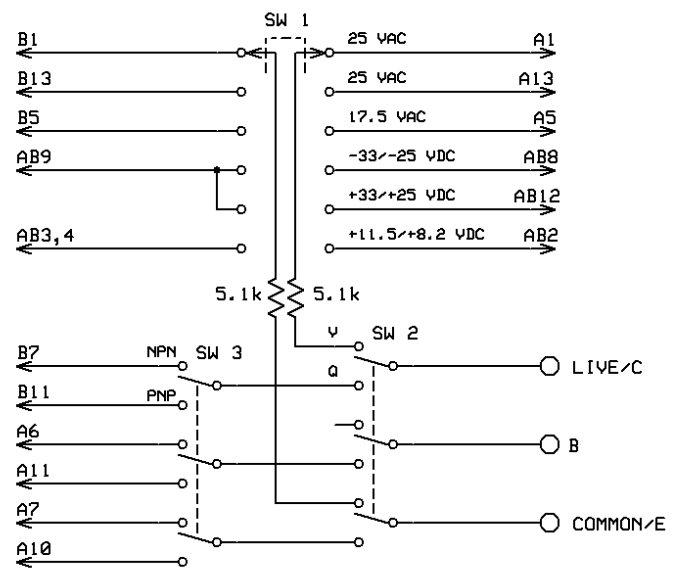 SW 1
B1 25 VAC A1
B13 25 VAC A13
B5 17.5 VAC A5
AB9 -33/-25 VDC AB8
+33/+25 VDC AB12
AB3,4 +11.5/+8.2 VDC AB2
5.1k 5.1k
V SW 2
B7 NPN SW 3 LIVE/C
Q
B11 PNP
A6 B
A11
A7 COMMON/E
A10